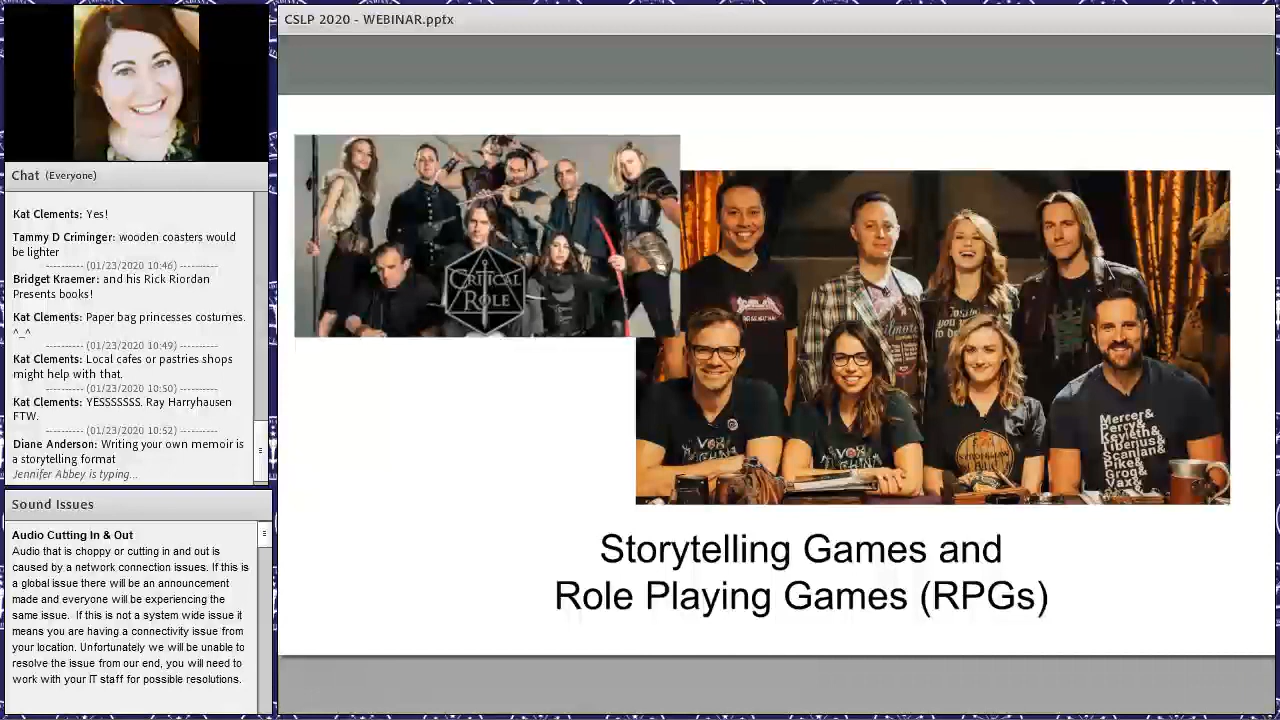 CSLP 2020 - WEBINAR.pptx
Chat (Everyone)
Kat Clements: Yes!
Tammy D Criminger: wooden coasters would
be lighter
---------- (01/23/2020 10:46) ----------
Bridget Kraemer: and his Rick Riordan
Presents books!
Kat Clements: Paper bag princesses costumes.
^_^
---------- (01/23/2020 10:49) ----------
Kat Clements: Local cafes or pastries shops
might help with that.
---------- (01/23/2020 10:50) ----------
Kat Clements: YESSSSSSS. Ray Harryhausen
FTW.
---------- (01/23/2020 10:52) ----------
Diane Anderson: Writing your own memoir is
a storytelling format
Jennifer Abbey is typing...
Sound Issues
Audio Cutting In & Out
Audio that is choppy or cutting in and out is
caused by a network connection issues. If this is
a global issue there will be an announcement
made and everyone will be experiencing the
same issue.  If this is not a system wide issue it
means you are having a connectivity issue from
your location. Unfortunately we will be unable to
resolve the issue from our end, you will need to
work with your IT staff for possible resolutions.
CRITICAL
ROLE
Mercer&
Percy&
Keyleth&
Tiberius&
Scanlan&
Pike&
Grog&
Vax&
Storytelling Games and
Role Playing Games (RPGs)